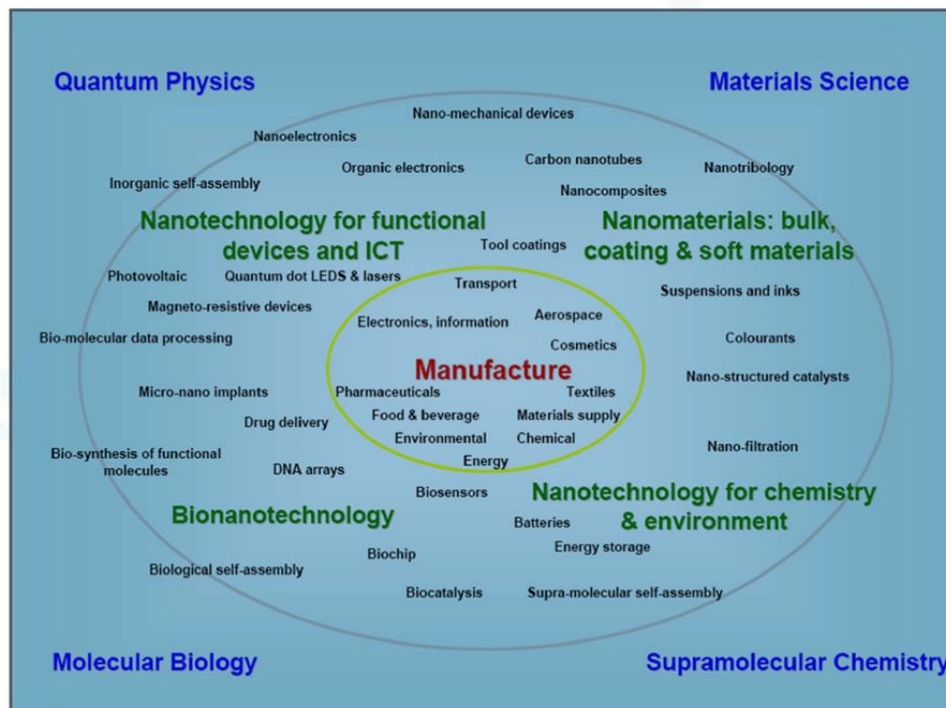 Quantum Physics
Materials Science
Nano-mechanical devices
Nanoelectronics
Organic electronics
Carbon nanotubes
Nanotribology
Inorganic self-assembly
Nanocomposites
Nanotechnology for functional
devices and ICT
Nanomaterials: bulk,
coating & soft materials
Tool coatings
Photovoltaic
Quantum dot LEDS & lasers
Transport
Suspensions and inks
Magneto-resistive devices
Electronics, information
Aerospace
Bio-molecular data processing
Cosmetics
Colourants
Manufacture
Nano-structured catalysts
Micro-nano implants
Pharmaceuticals
Textiles
Drug delivery
Food & beverage
Materials supply
Environmental
Chemical
Nano-filtration
Bio-synthesis of functional
molecules
DNA arrays
Energy
Biosensors
Nanotechnology for chemistry
& environment
Bionanotechnology
Batteries
Biochip
Energy storage
Biological self-assembly
Biocatalysis
Supra-molecular self-assembly
Molecular Biology
Supramolecular Chemistry